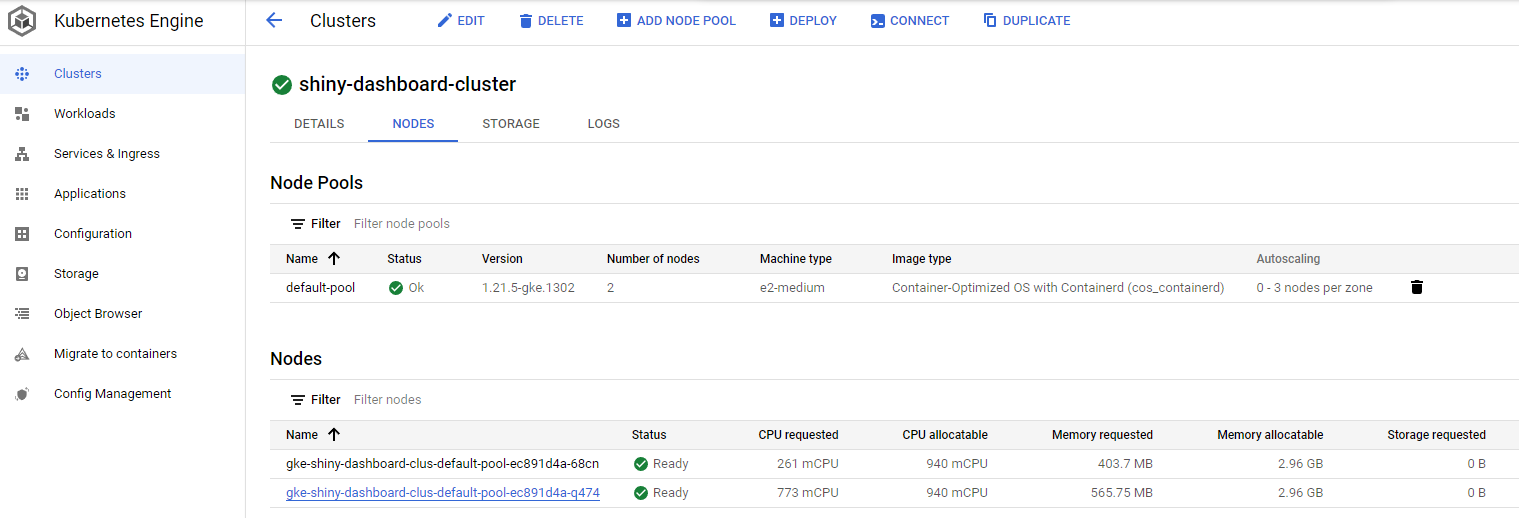 Kubernetes Engine
Clusters EDIT DELETE ADD NODE POOL DEPLOY CONNECT DUPLICATE
Clusters
Workloads
Services & Ingress
Applications
Configuration
Storage
Object Browser
Migrate to containers
Config Management
shiny-dashboard-cluster
DETAILS NODES STORAGE LOGS
Node Pools
Filter Filter node pools
Name Status Version Number of nodes Machine type Image type Autoscaling
default-pool Ok 1.21.5-gke.1302 2 e2-medium Container-Optimized OS with Containerd (cos_containerd) 0 - 3 nodes per zone
Nodes
Filter Filter nodes
Name Status CPU requested CPU allocatable Memory requested Memory allocatable Storage requested
gke-shiny-dashboard-clus-default-pool-ec891d4a-68cn Ready 261 mCPU 940 mCPU 403.7 MB 2.96 GB 0 B
gke-shiny-dashboard-clus-default-pool-ec891d4a-q474 Ready 773 mCPU 940 mCPU 565.75 MB 2.96 GB 0 B